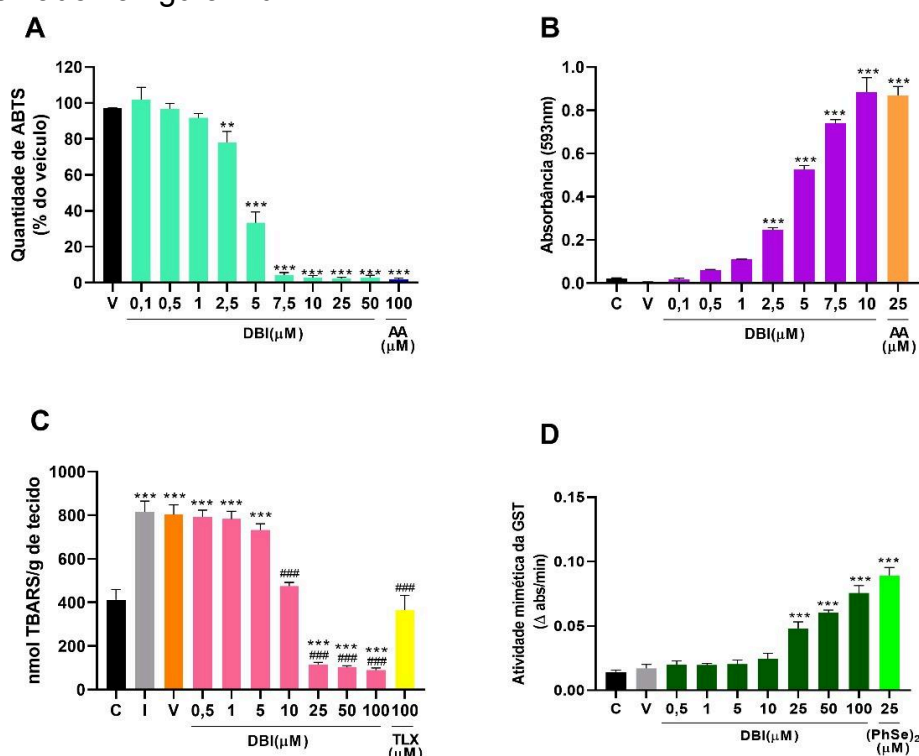 A
Quantidade de ABTS
(% do veículo)
120
100
80
60
40
20
0
**
***
***
***
***
***
***
V 0,1 0,5 1 2,5 5 7,5 10 25 50 100
DBI(μM)
AA
(μM)
B
Absorbância (593nm)
1.0
0.8
0.6
0.4
0.2
0.0
***
***
***
***
***
C V 0,1 0,5 1 2,5 5 7,5 10 25
DBI(μM)
AA
(μM)
C
nmol TBARS/g de tecido
1000
800
600
400
200
0
*** *** *** *** ***
###
***
###
***
###
***
###
###
C I V 0,5 1 5 10 25 50 100 100
DBI(μM)
TLX
(μM)
D
Atividade mimética da GST
(Δ abs/min)
0.15
0.10
0.05
0.00
***
***
***
***
C V 0,5 1 5 10 25 50 100 25
DBI(μM)
(PhSe)2
(μM)